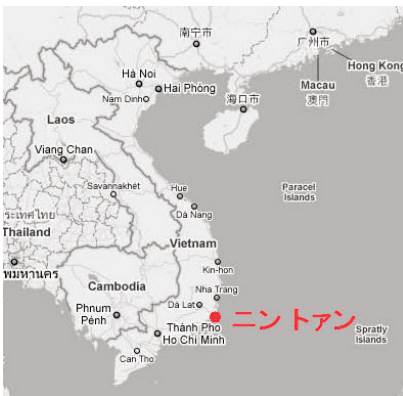 南宁市
广州市
Hong Kong
香港
Macau
澳門
Hà Noi
Hai Phòng
Nam Dinh
海口市
Laos
Viang Chan
Savannakhét
Hue
Paracel
Islands
Da Nang
ระเทศไทย
Thailand
Vietnam
พมหานคร
Kin-hon
Cambodia
Nha Trang
Da Lat
Phnum
Pénh
ニントァン
Thành Pho
Ho Chi Minh
Spratly
Islands
Can Tho